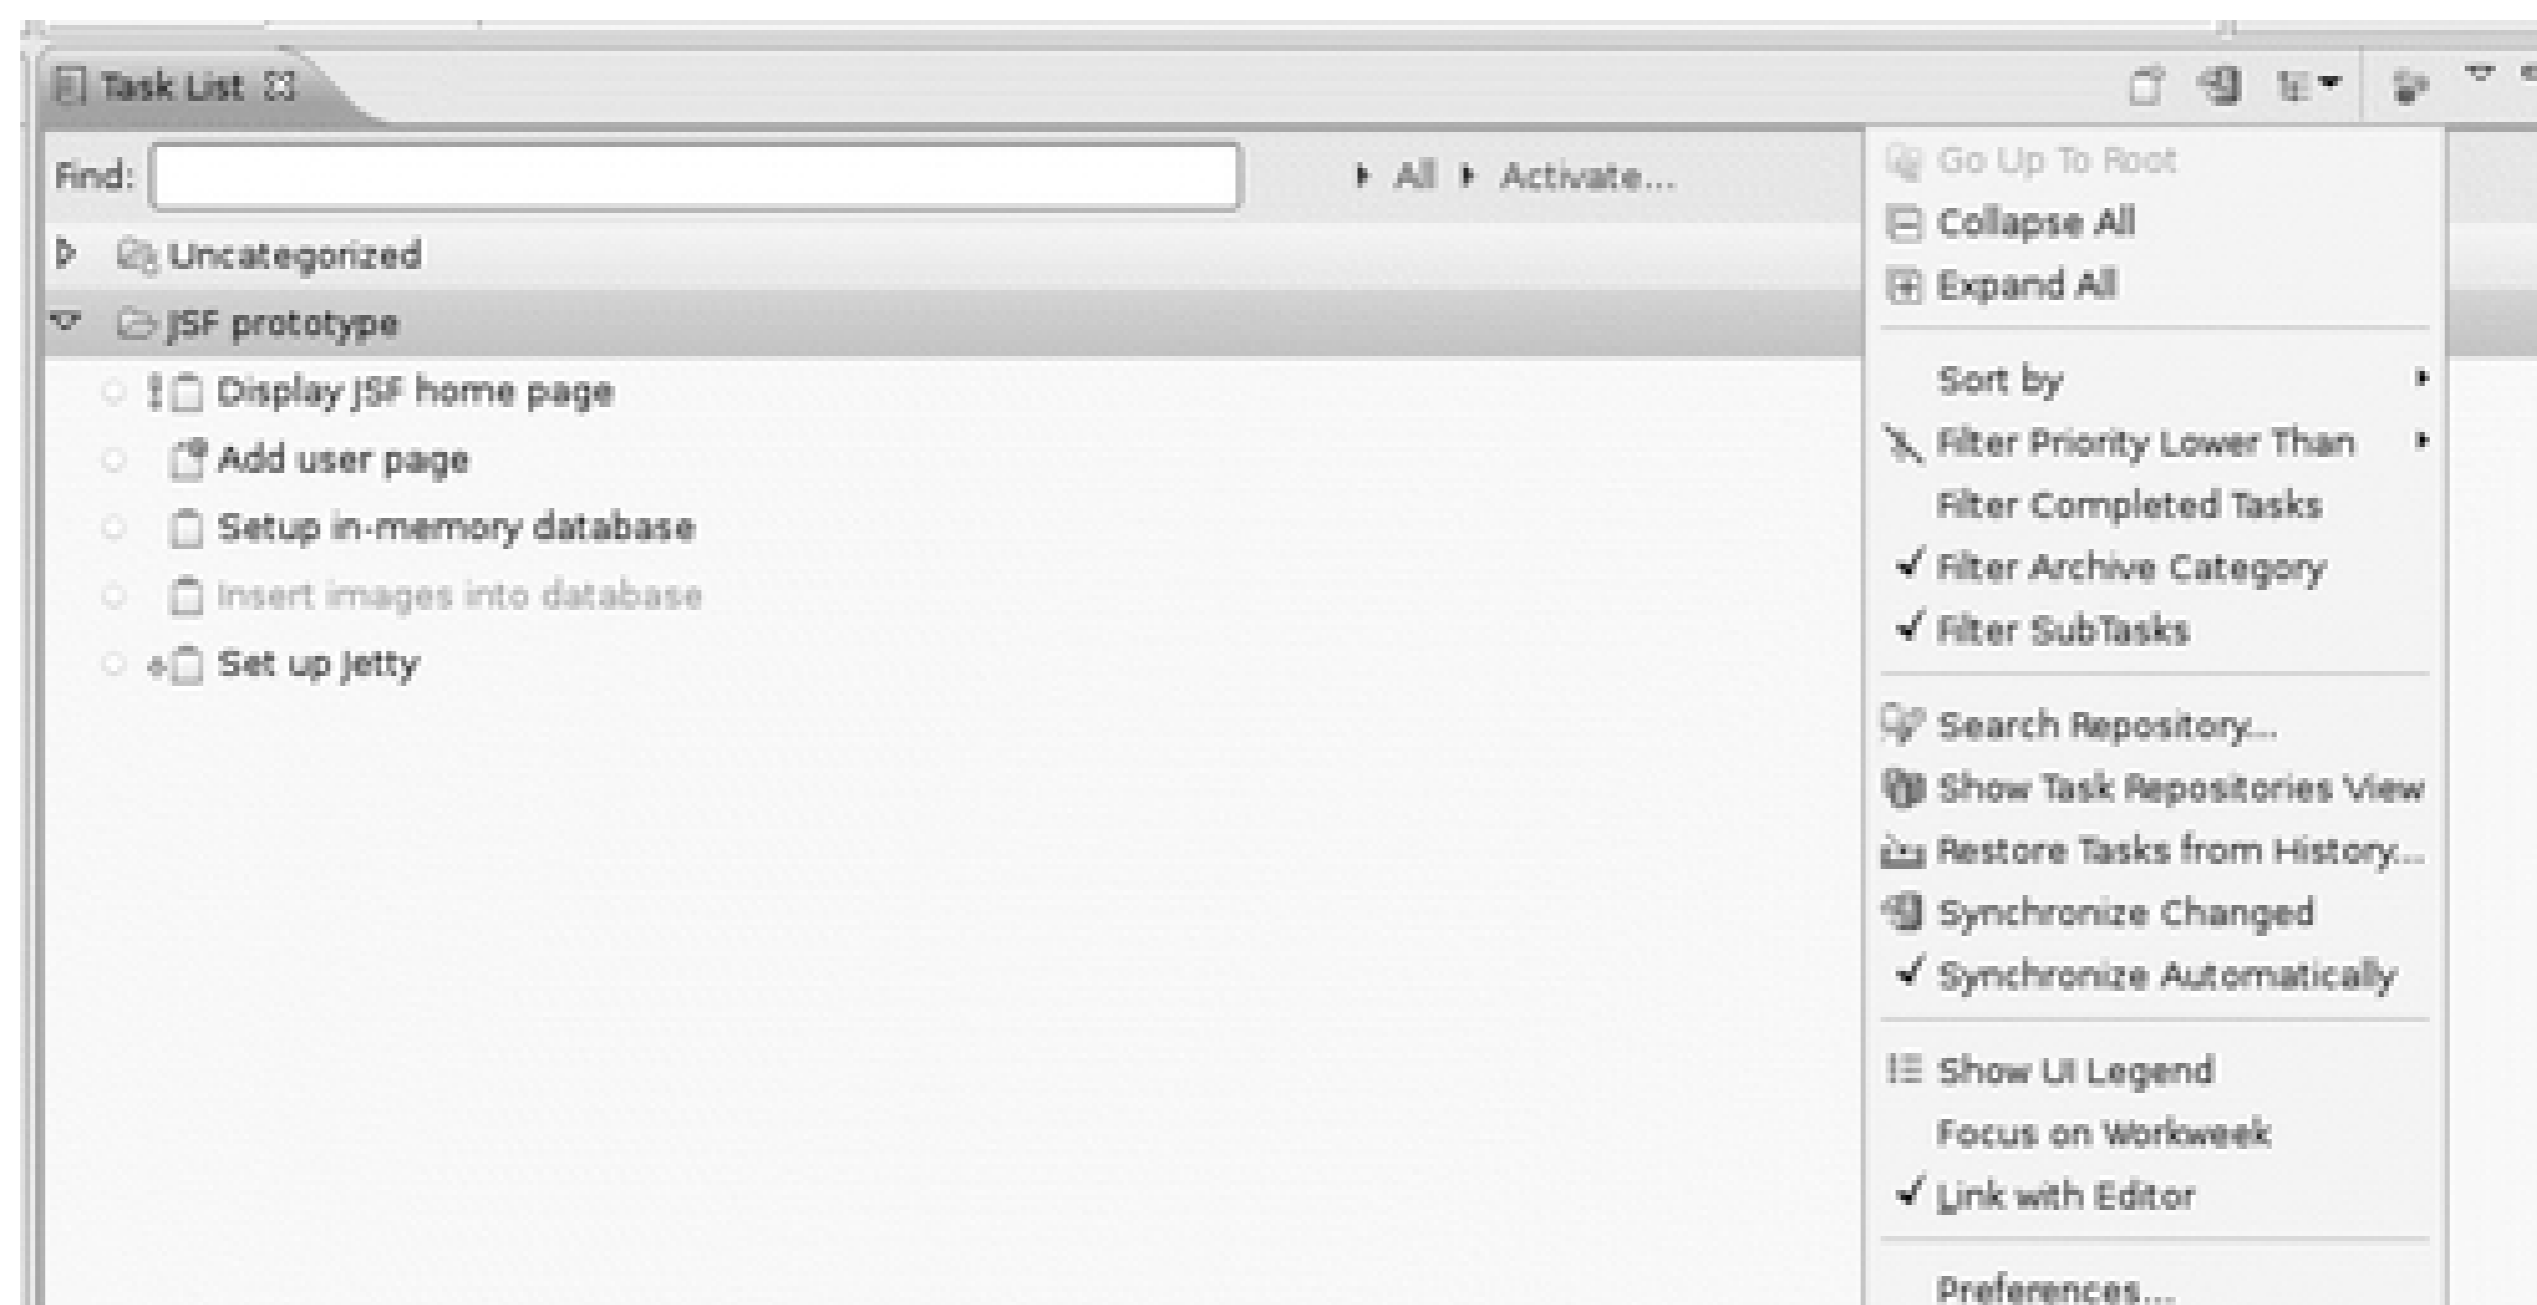 Task List
Find:
All Activate...
Uncategorized
JSF prototype
Display JSF home page
Add user page
Setup in-memory database
Insert images into database
Set up Jetty
Go Up To Root
Collapse All
Expand All
Sort by
Filter Priority Lower Than
Filter Completed Tasks
Filter Archive Category
Filter SubTasks
Search Repository...
Show Task Repositories View
Restore Tasks from History...
Synchronize Changed
Synchronize Automatically
Show UI Legend
Focus on Workweek
Link with Editor
Preferences...